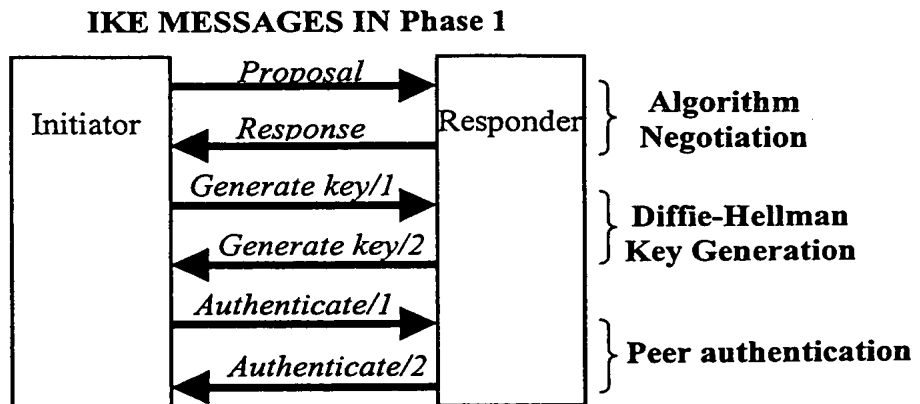 IKE MESSAGES IN Phase 1
Initiator
Responder
Proposal
Response
Algorithm
Negotiation
Generate key/1
Generate key/2
Diffie-Hellman
Key Generation
Authenticate/1
Authenticate/2
Peer authentication